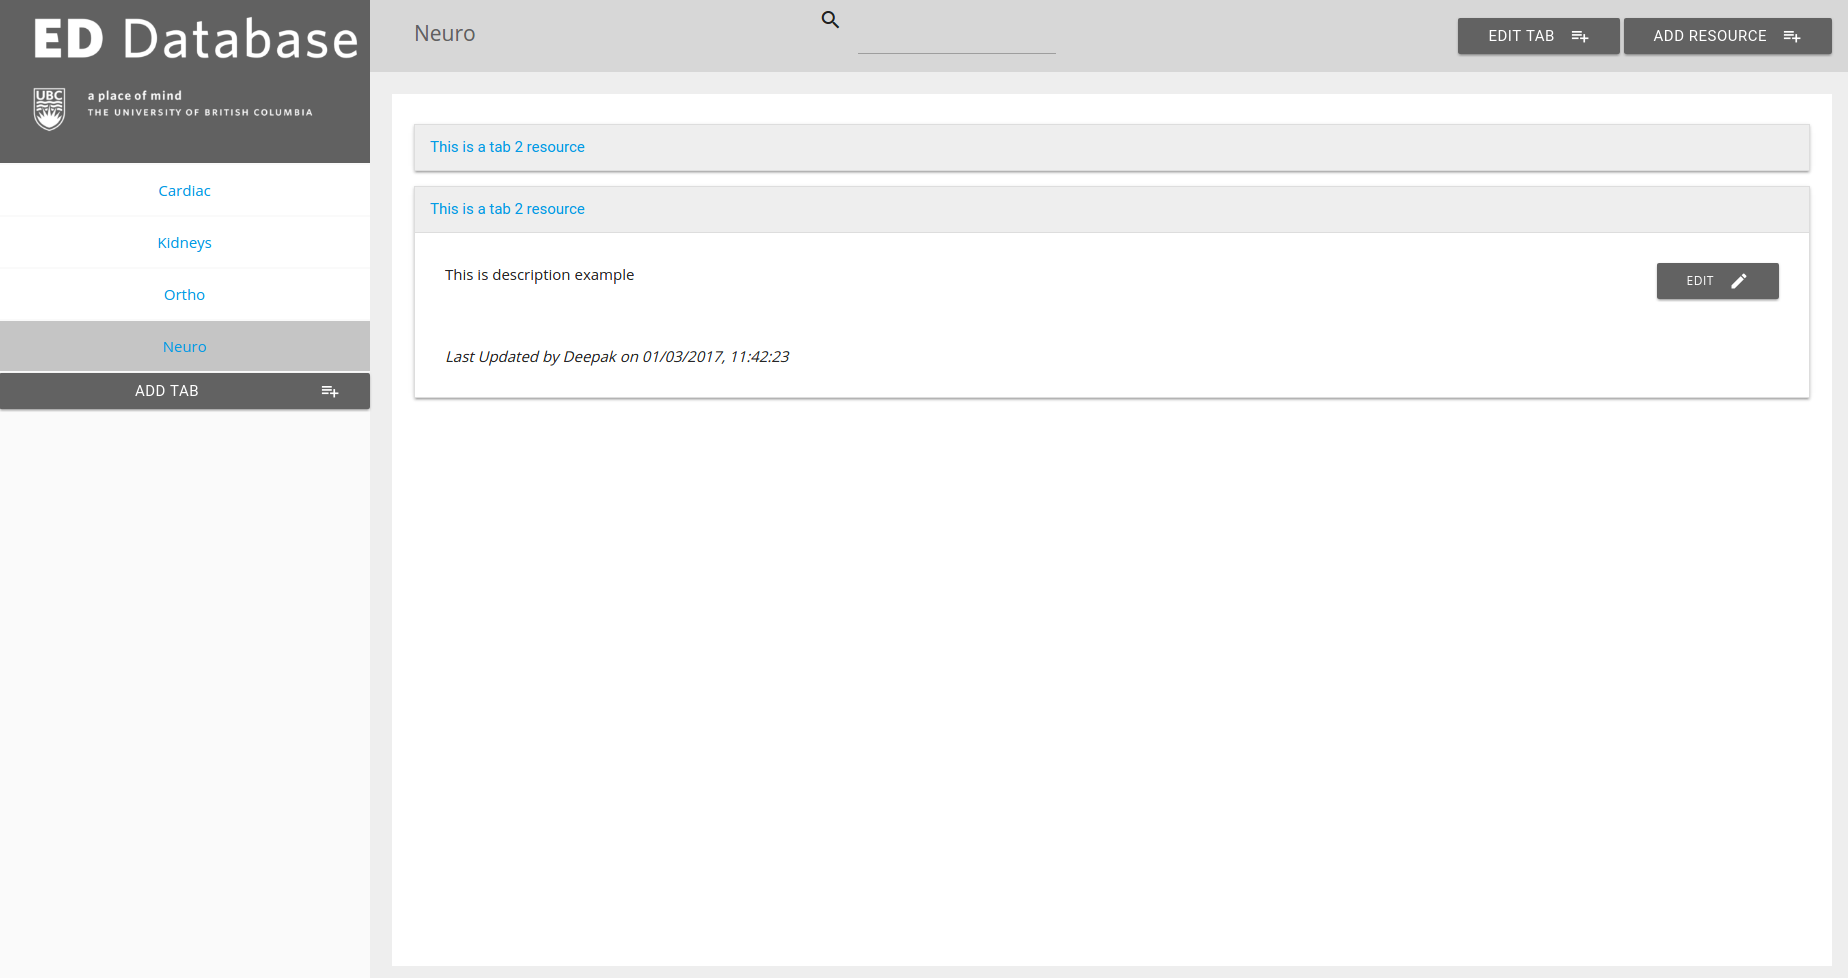 ED Database
UBC
a place of mind
THE UNIVERSITY OF BRITISH COLUMBIA
Cardiac
Kidneys
Ortho
Neuro
ADD TAB
Neuro
EDIT TAB
ADD RESOURCE
This is a tab 2 resource
This is a tab 2 resource
This is description example
EDIT
Last Updated by Deepak on 01/03/2017, 11:42:23